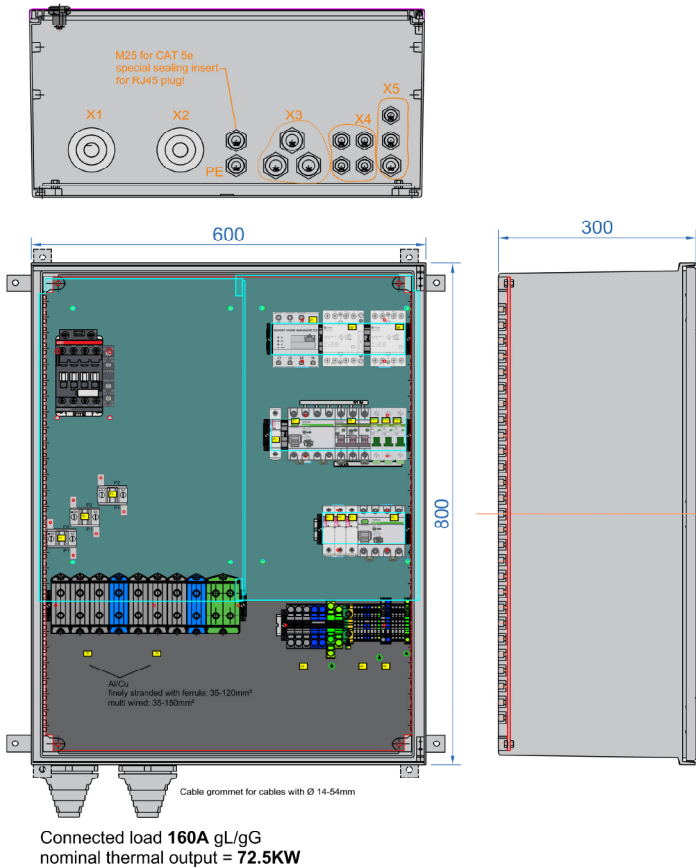 M25 for CAT 5e
special sealing insert
for RJ45 plug!
X1
X2
X3
X4
X5
PE
600
300
800
P2
Al/Cu
finely stranded with ferrule: 35-120mm²
multi wired: 35-150mm²
Cable grommet for cables with Ø 14-54mm
Connected load 160A gL/gG
nominal thermal output = 72.5KW